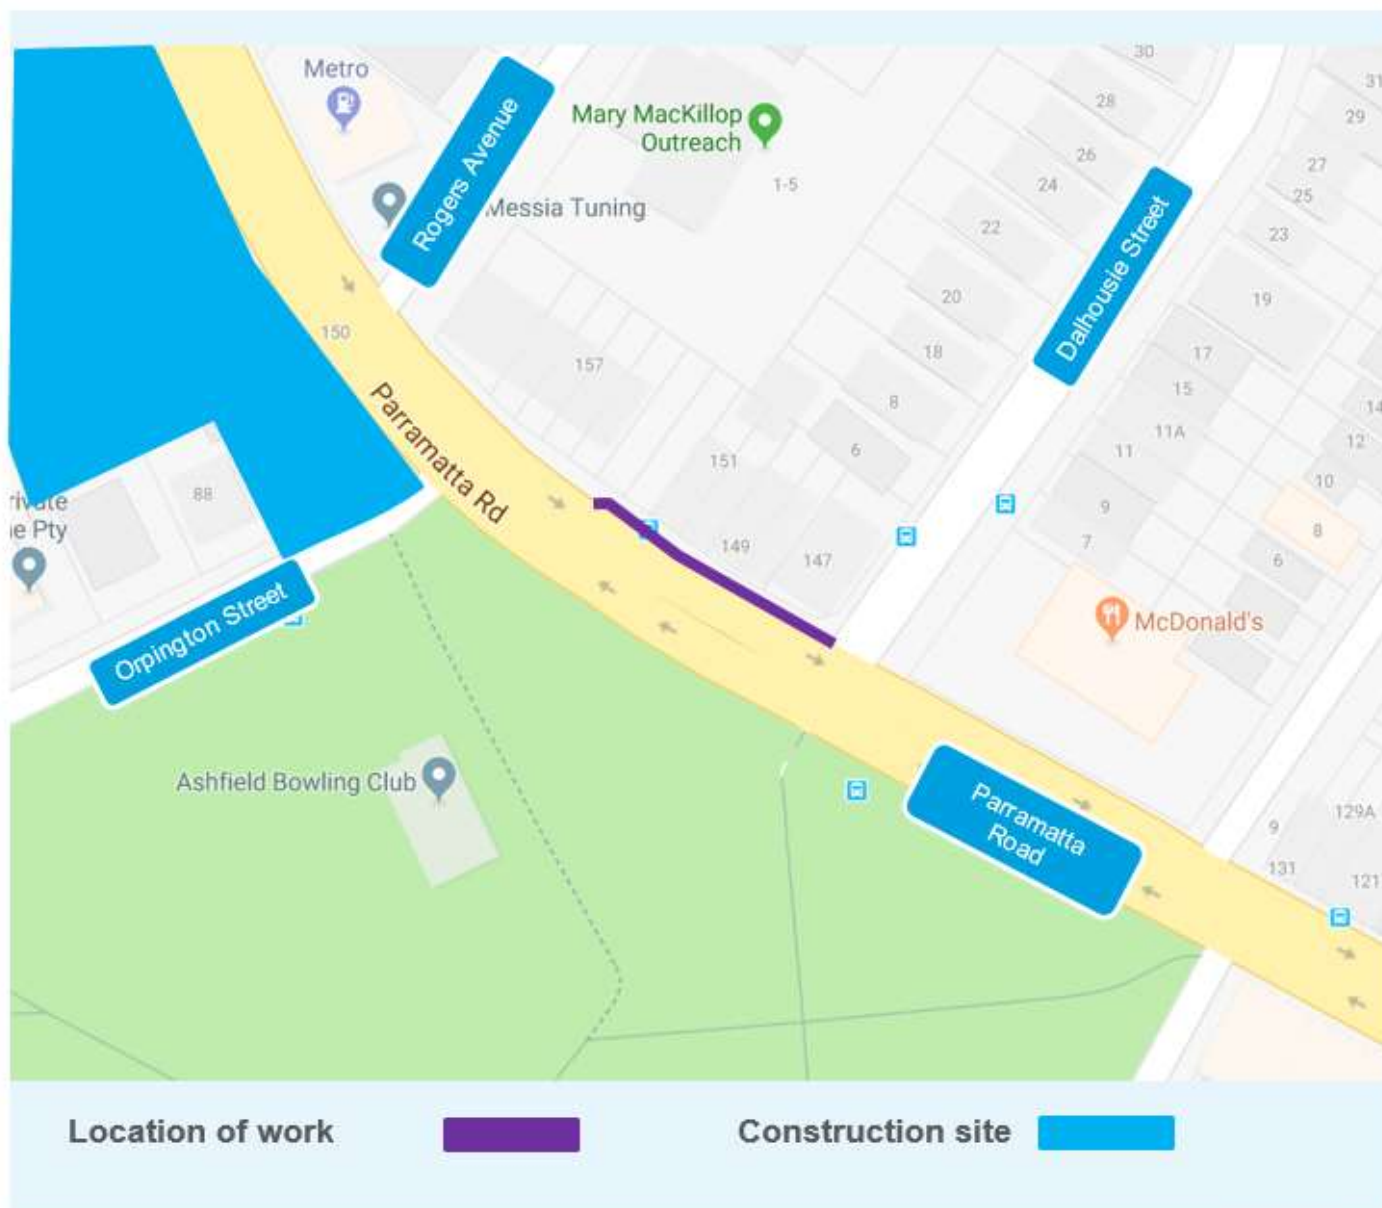 30
Metro
31
28
29
Mary MacKillop
Outreach
Rogers Avenue
26
27
24
1-5
25
Messia Tuning
22
23
Dalhousie Street
20
19
150
18
17
157
15
8
14
Parramatta Rd
11A
12
6
11
151
10
88
9
8
e Pty
149
7
147
6
Orpington Street
McDonald's
Ashfield Bowling Club
Parramatta
Road
129A
9
131
121
Location of work
Construction site